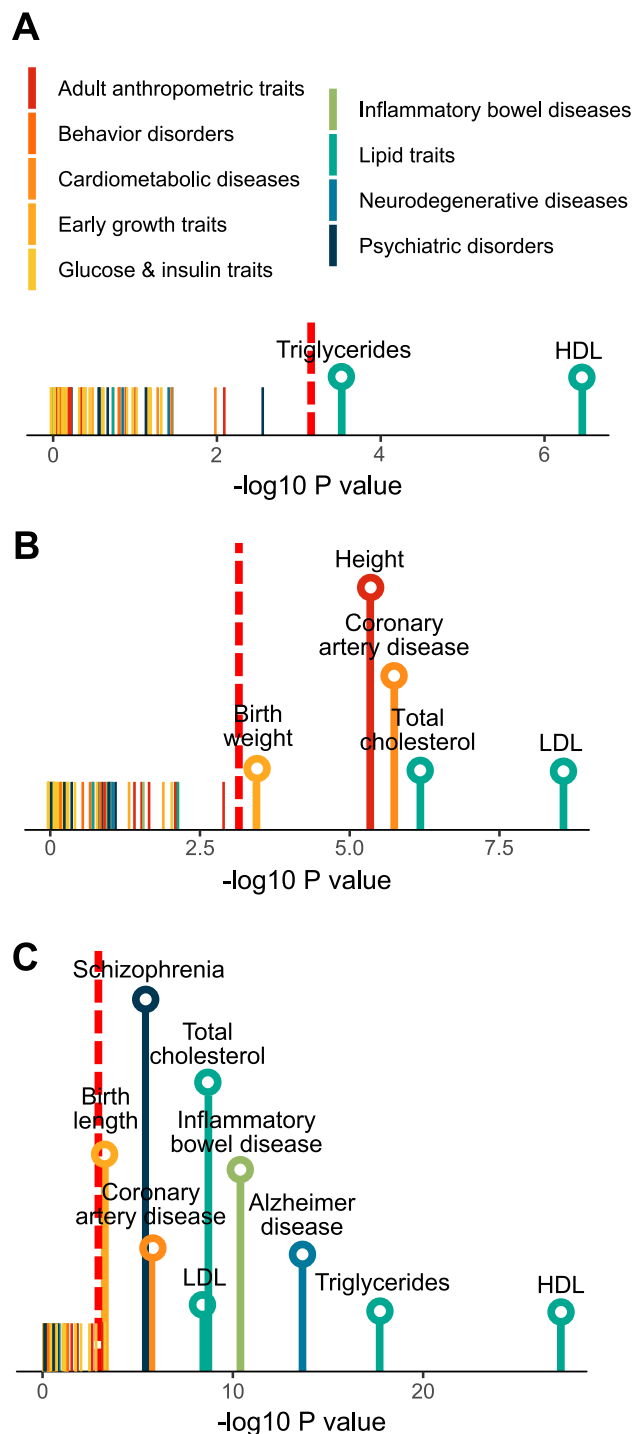 A
Adult anthropometric traits
Behavior disorders
Cardiometabolic diseases
Early growth traits
Glucose & insulin traits
Inflammatory bowel diseases
Lipid traits
Neurodegenerative diseases
Psychiatric disorders
Triglycerides
HDL
0
2
4
6
-log10 P value
B
Height
Coronary
artery disease
Birth
weight
Total
cholesterol
LDL
0
2.5
5.0
7.5
-log10 P value
C
Schizophrenia
Total
cholesterol
Birth
length
Inflammatory
bowel disease
Coronary
artery disease
Alzheimer
disease
LDL
Triglycerides
HDL
0
10
20
-log10 P value